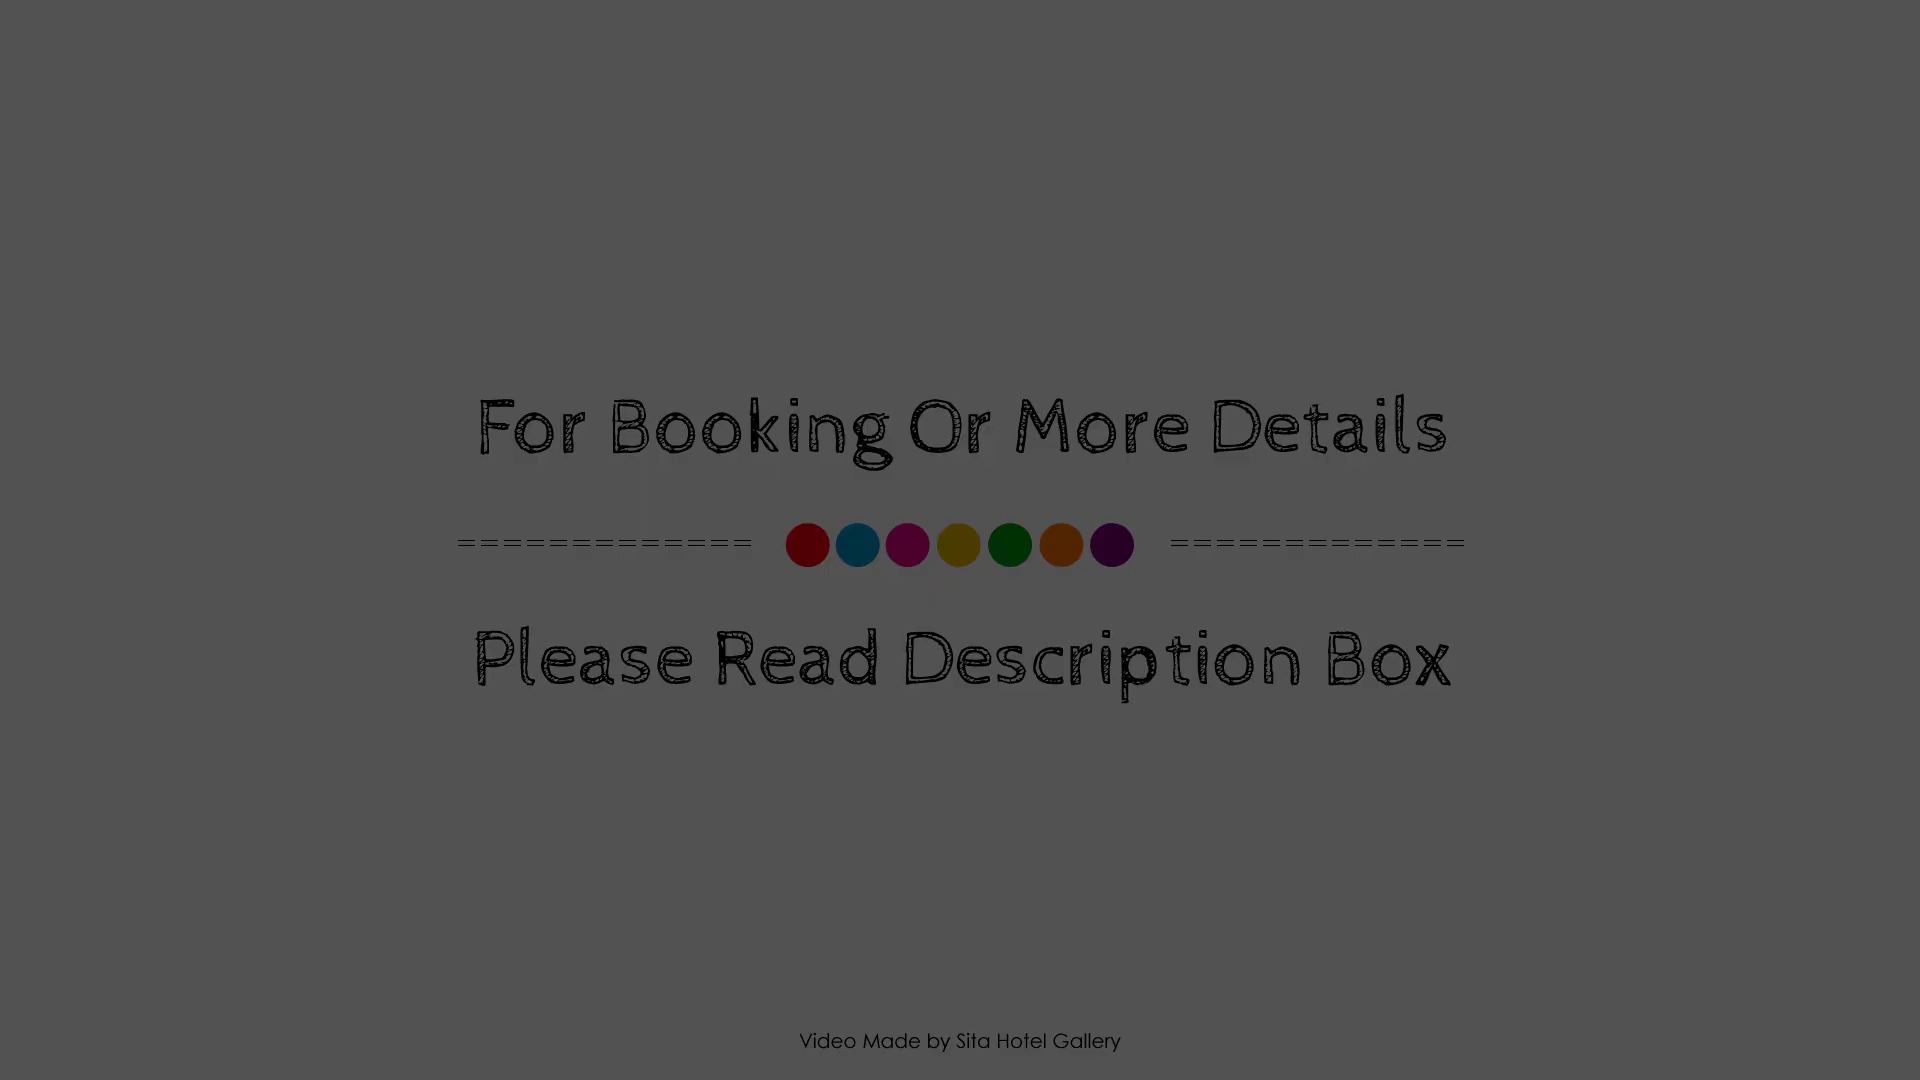 For Booking Or More Details
============= =============
Please Read Description Box
Video Made by Sita Hotel Gallery